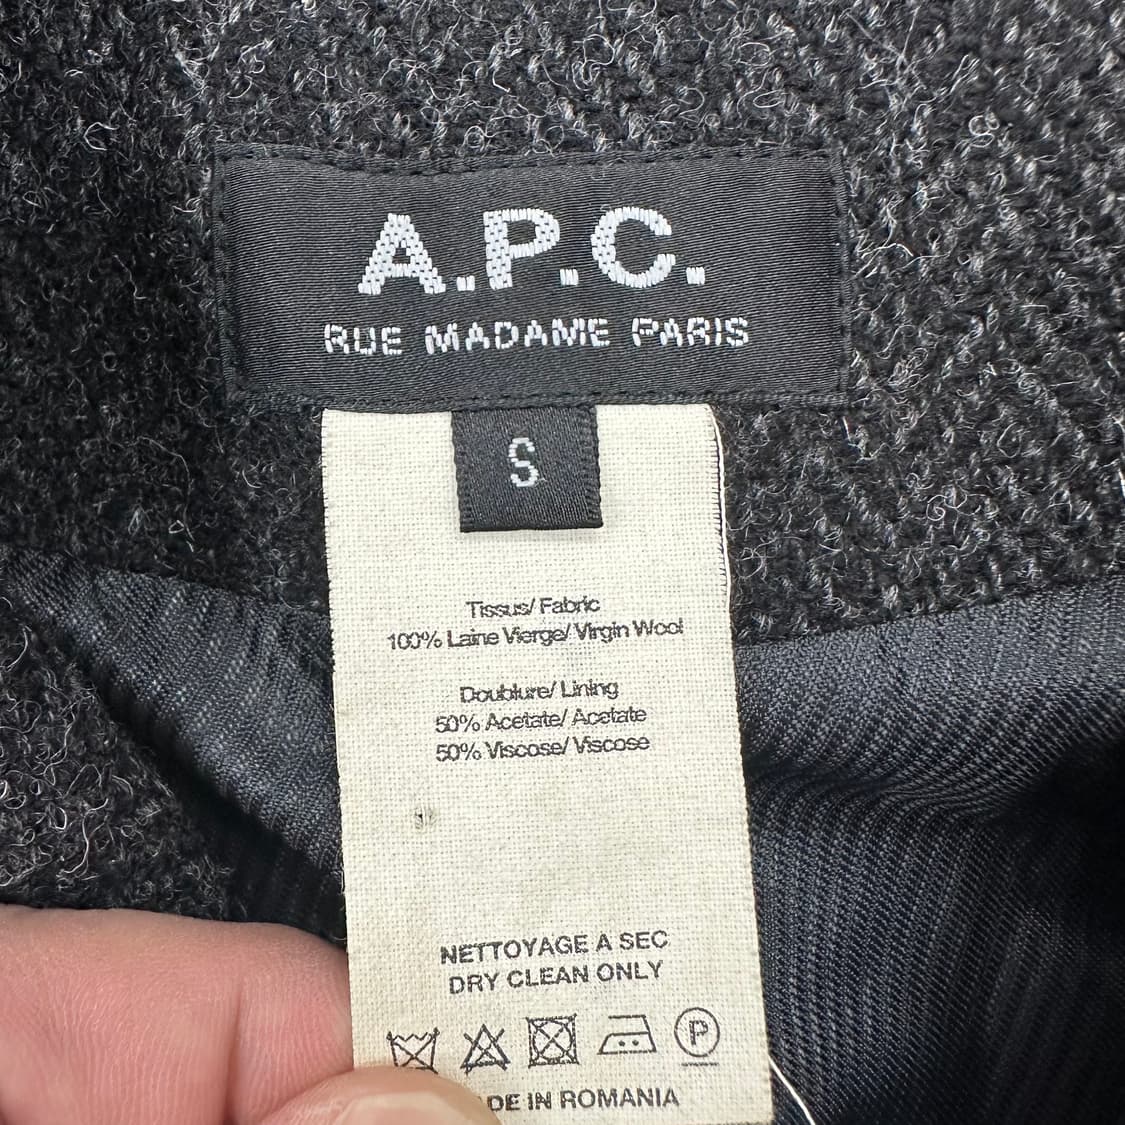 A.P.C.
RUE MADAME PARIS
S
Tissus/ Fabric
100% Laine Vierge/ Virgin Wool
Doublure/ Lining
50% Acetate/ Acetate
50% Viscose/ Viscose
NETTOYAGE A SEC
DRY CLEAN ONLY
P
DE IN ROMANIA